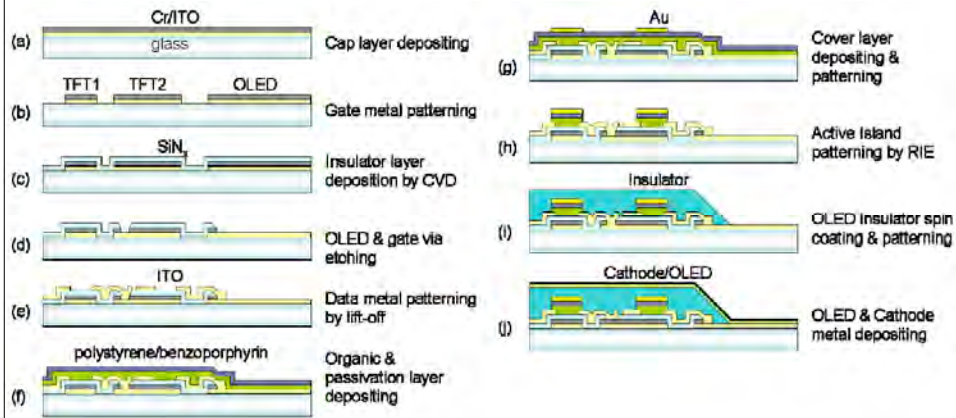 Cr/ITO
(a)
glass
Cap layer depositing
TFT1 TFT2 OLED
(b)
Gate metal patterning
SiNx
(c)
Insulator layer
deposition by CVD
(d)
OLED & gate via
etching
ITO
(e)
Data metal patterning
by lift-off
polystyrene/benzoporphyrin
(f)
Organic &
passivation layer
depositing
Au
(g)
Cover layer
depositing &
patterning
(h)
Active Island
patterning by RIE
Insulator
(i)
OLED Insulator spin
coating & patterning
Cathode/OLED
(j)
OLED & Cathode
metal depositing